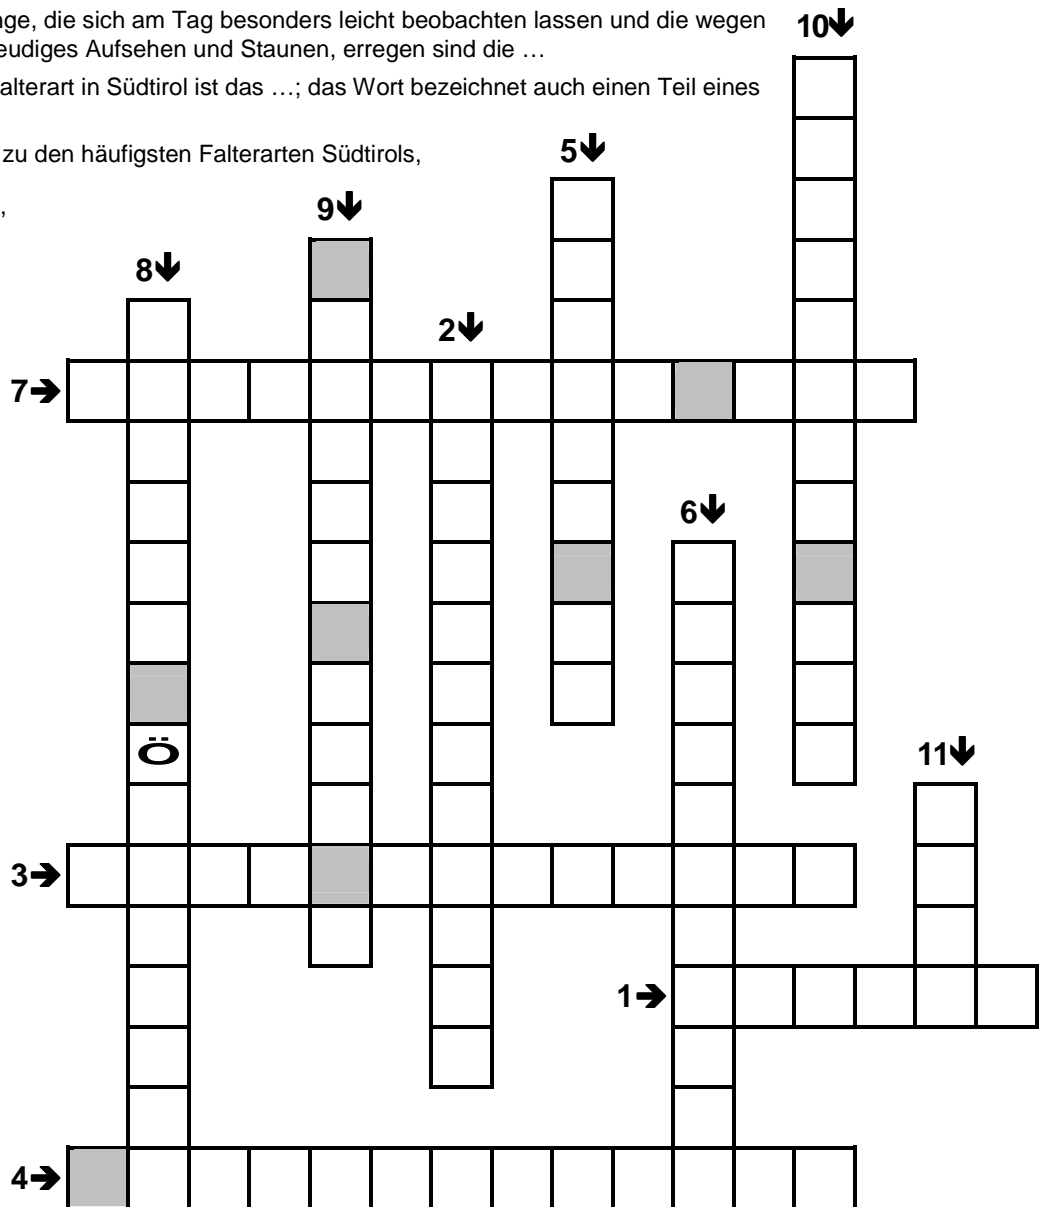 nge, die sich am Tag besonders leicht beobachten lassen und die wegen
eudiges Aufsehen und Staunen, erregen sind die …
alterart in Südtirol ist das …; das Wort bezeichnet auch einen Teil eines
zu den häufigsten Falterarten Südtirols,
,
10↓
5↓
9↓
8↓
2↓
7→
6↓
Ö
11↓
3→
1→
4→